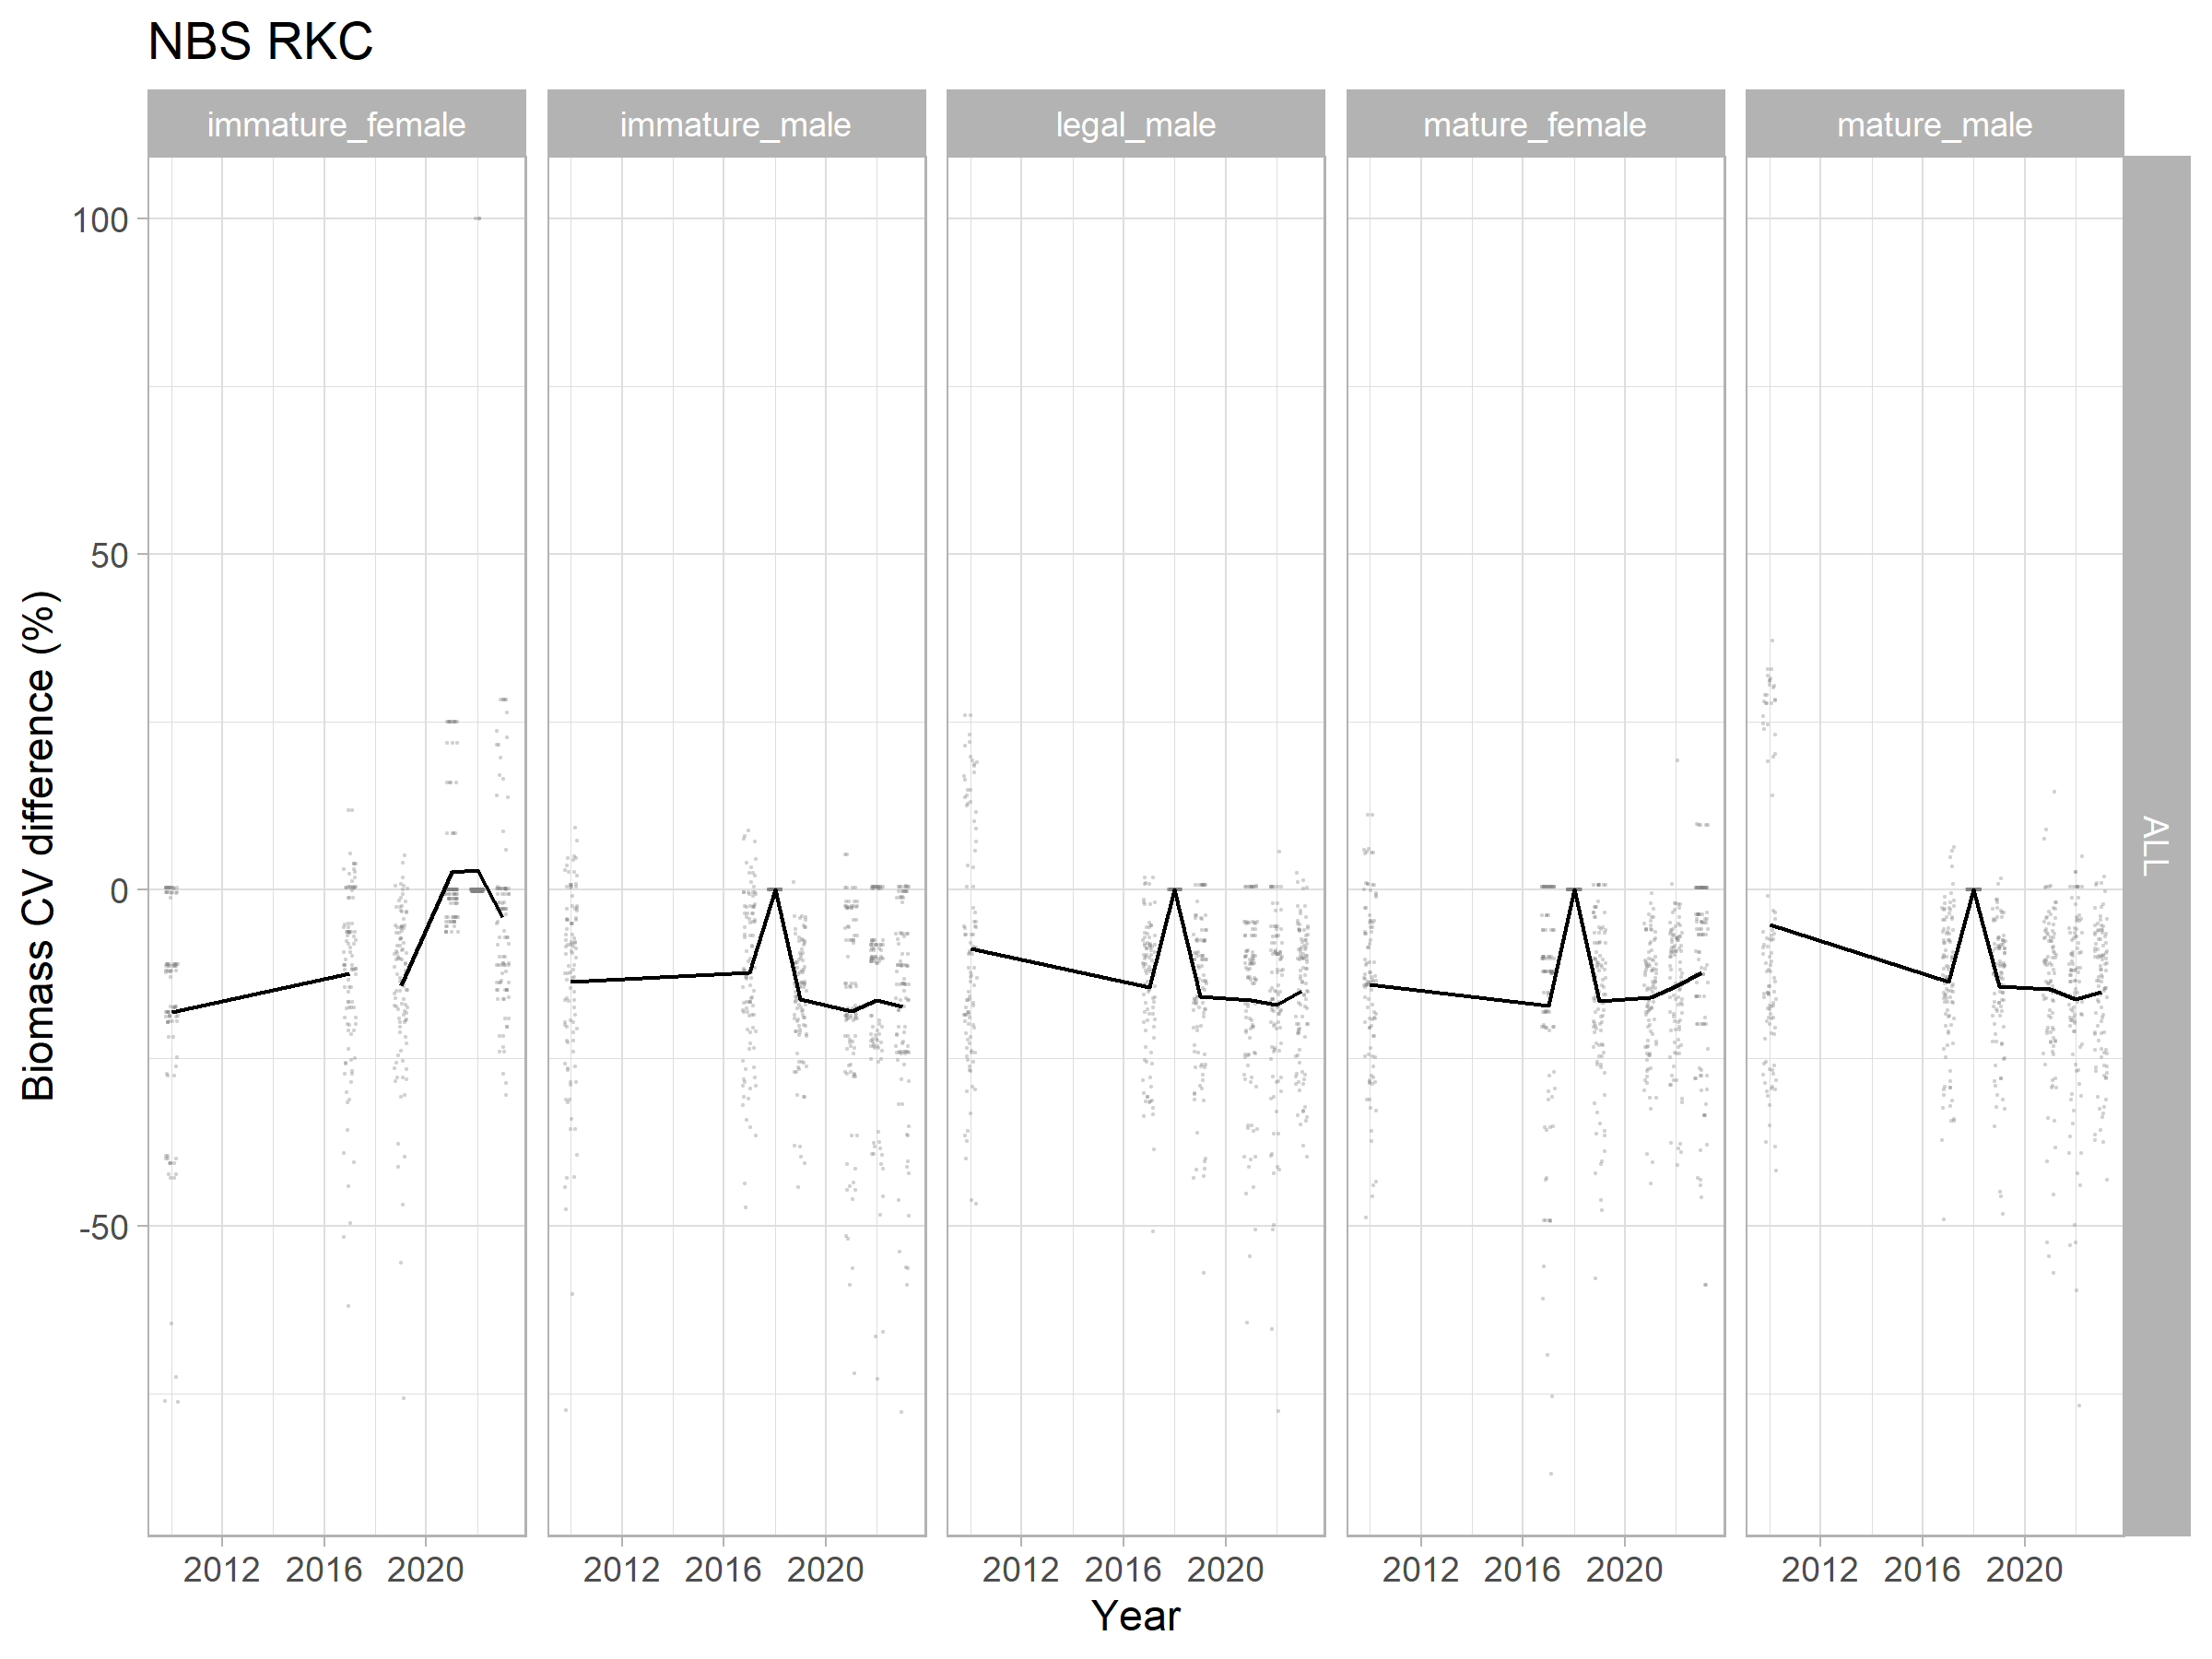 NBS RKC
immature_female immature_male legal_male mature_female mature_male
ALL
Biomass CV difference (%)
100
50
0
-50
2012 2016 2020 2012 2016 2020 2012 2016 2020 2012 2016 2020 2012 2016 2020
Year